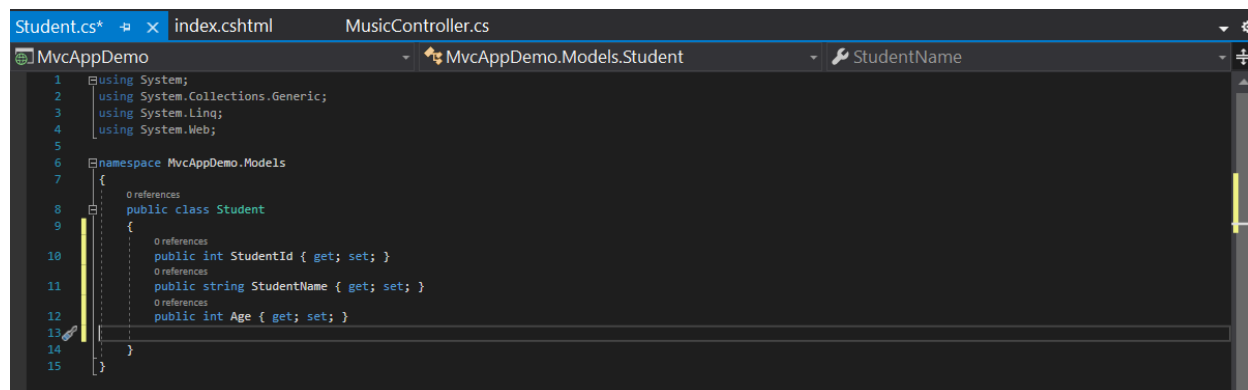 Student.cs* index.cshtml MusicController.cs
MvcAppDemo MvcAppDemo.Models.Student StudentName
1 using System;
2 using System.Collections.Generic;
3 using System.Linq;
4 using System.Web;
5
6 namespace MvcAppDemo.Models
7 {
0 references
8 public class Student
9 {
0 references
10 public int StudentId { get; set; }
0 references
11 public string StudentName { get; set; }
0 references
12 public int Age { get; set; }
13
14 }
15 }